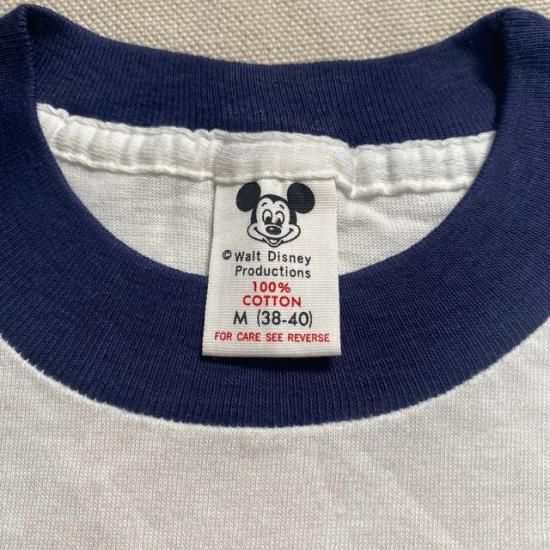 ©Walt Disney
Productions
100%
COTTON
M (38-40)
FOR CARE SEE REVERSE